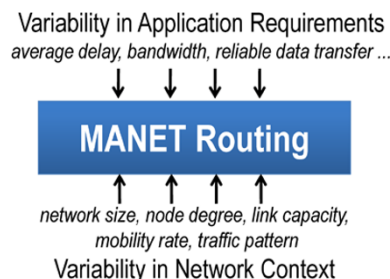 Variability in Application Requirements
average delay, bandwidth, reliable data transfer ...
MANET Routing
network size, node degree, link capacity,
mobility rate, traffic pattern
Variability in Network Context